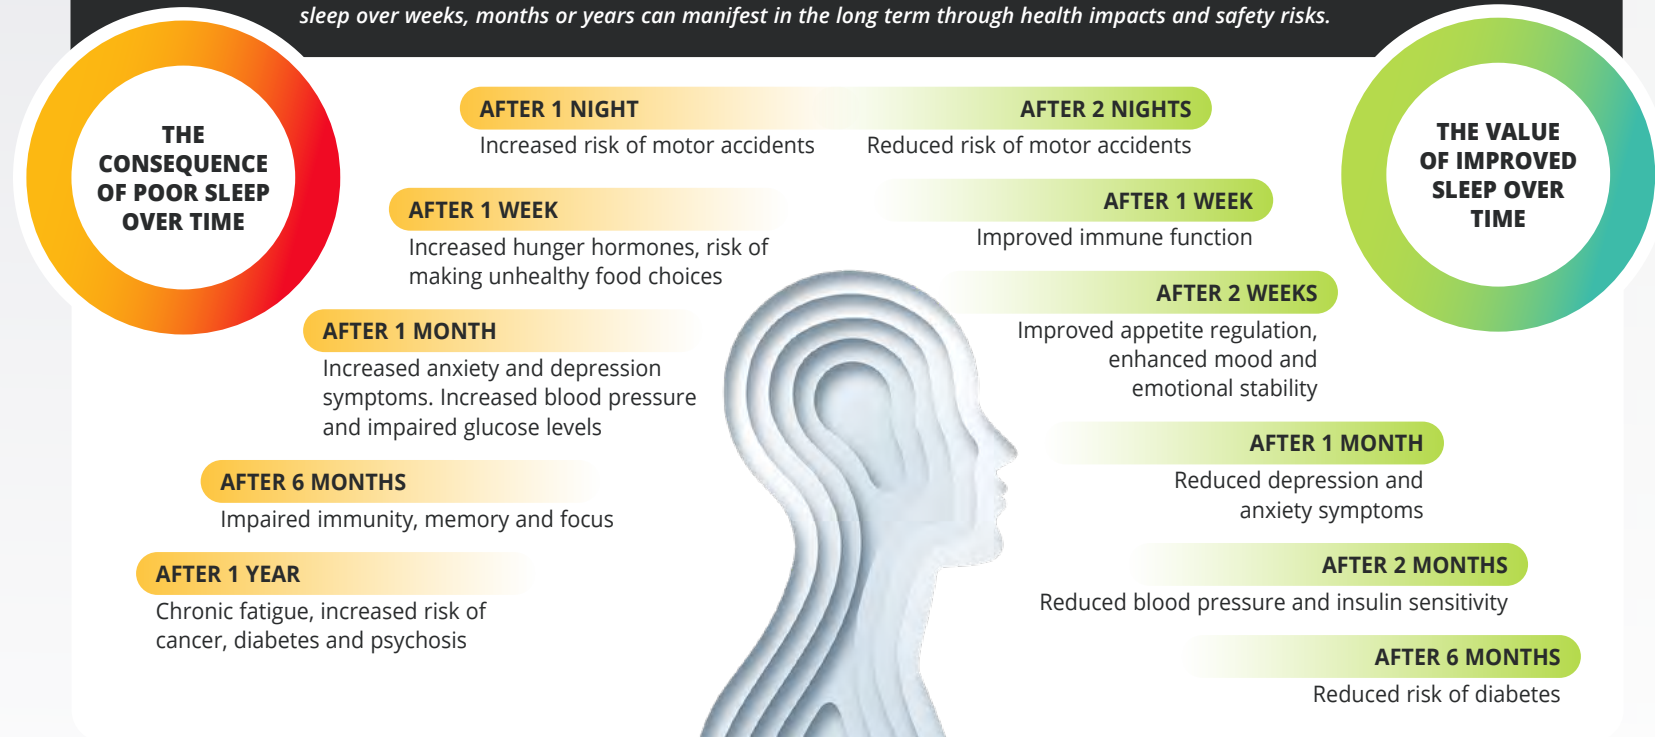 sleep over weeks, months or years can manifest in the long term through health impacts and safety risks.
THE
CONSEQUENCE
OF POOR SLEEP
OVER TIME
AFTER 1 NIGHT
Increased risk of motor accidents
AFTER 1 WEEK
Increased hunger hormones, risk of
making unhealthy food choices
AFTER 1 MONTH
Increased anxiety and depression
symptoms. Increased blood pressure
and impaired glucose levels
AFTER 6 MONTHS
Impaired immunity, memory and focus
AFTER 1 YEAR
Chronic fatigue, increased risk of
cancer, diabetes and psychosis
THE VALUE
OF IMPROVED
SLEEP OVER
TIME
AFTER 2 NIGHTS
Reduced risk of motor accidents
AFTER 1 WEEK
Improved immune function
AFTER 2 WEEKS
Improved appetite regulation,
enhanced mood and
emotional stability
AFTER 1 MONTH
Reduced depression and
anxiety symptoms
AFTER 2 MONTHS
Reduced blood pressure and insulin sensitivity
AFTER 6 MONTHS
Reduced risk of diabetes